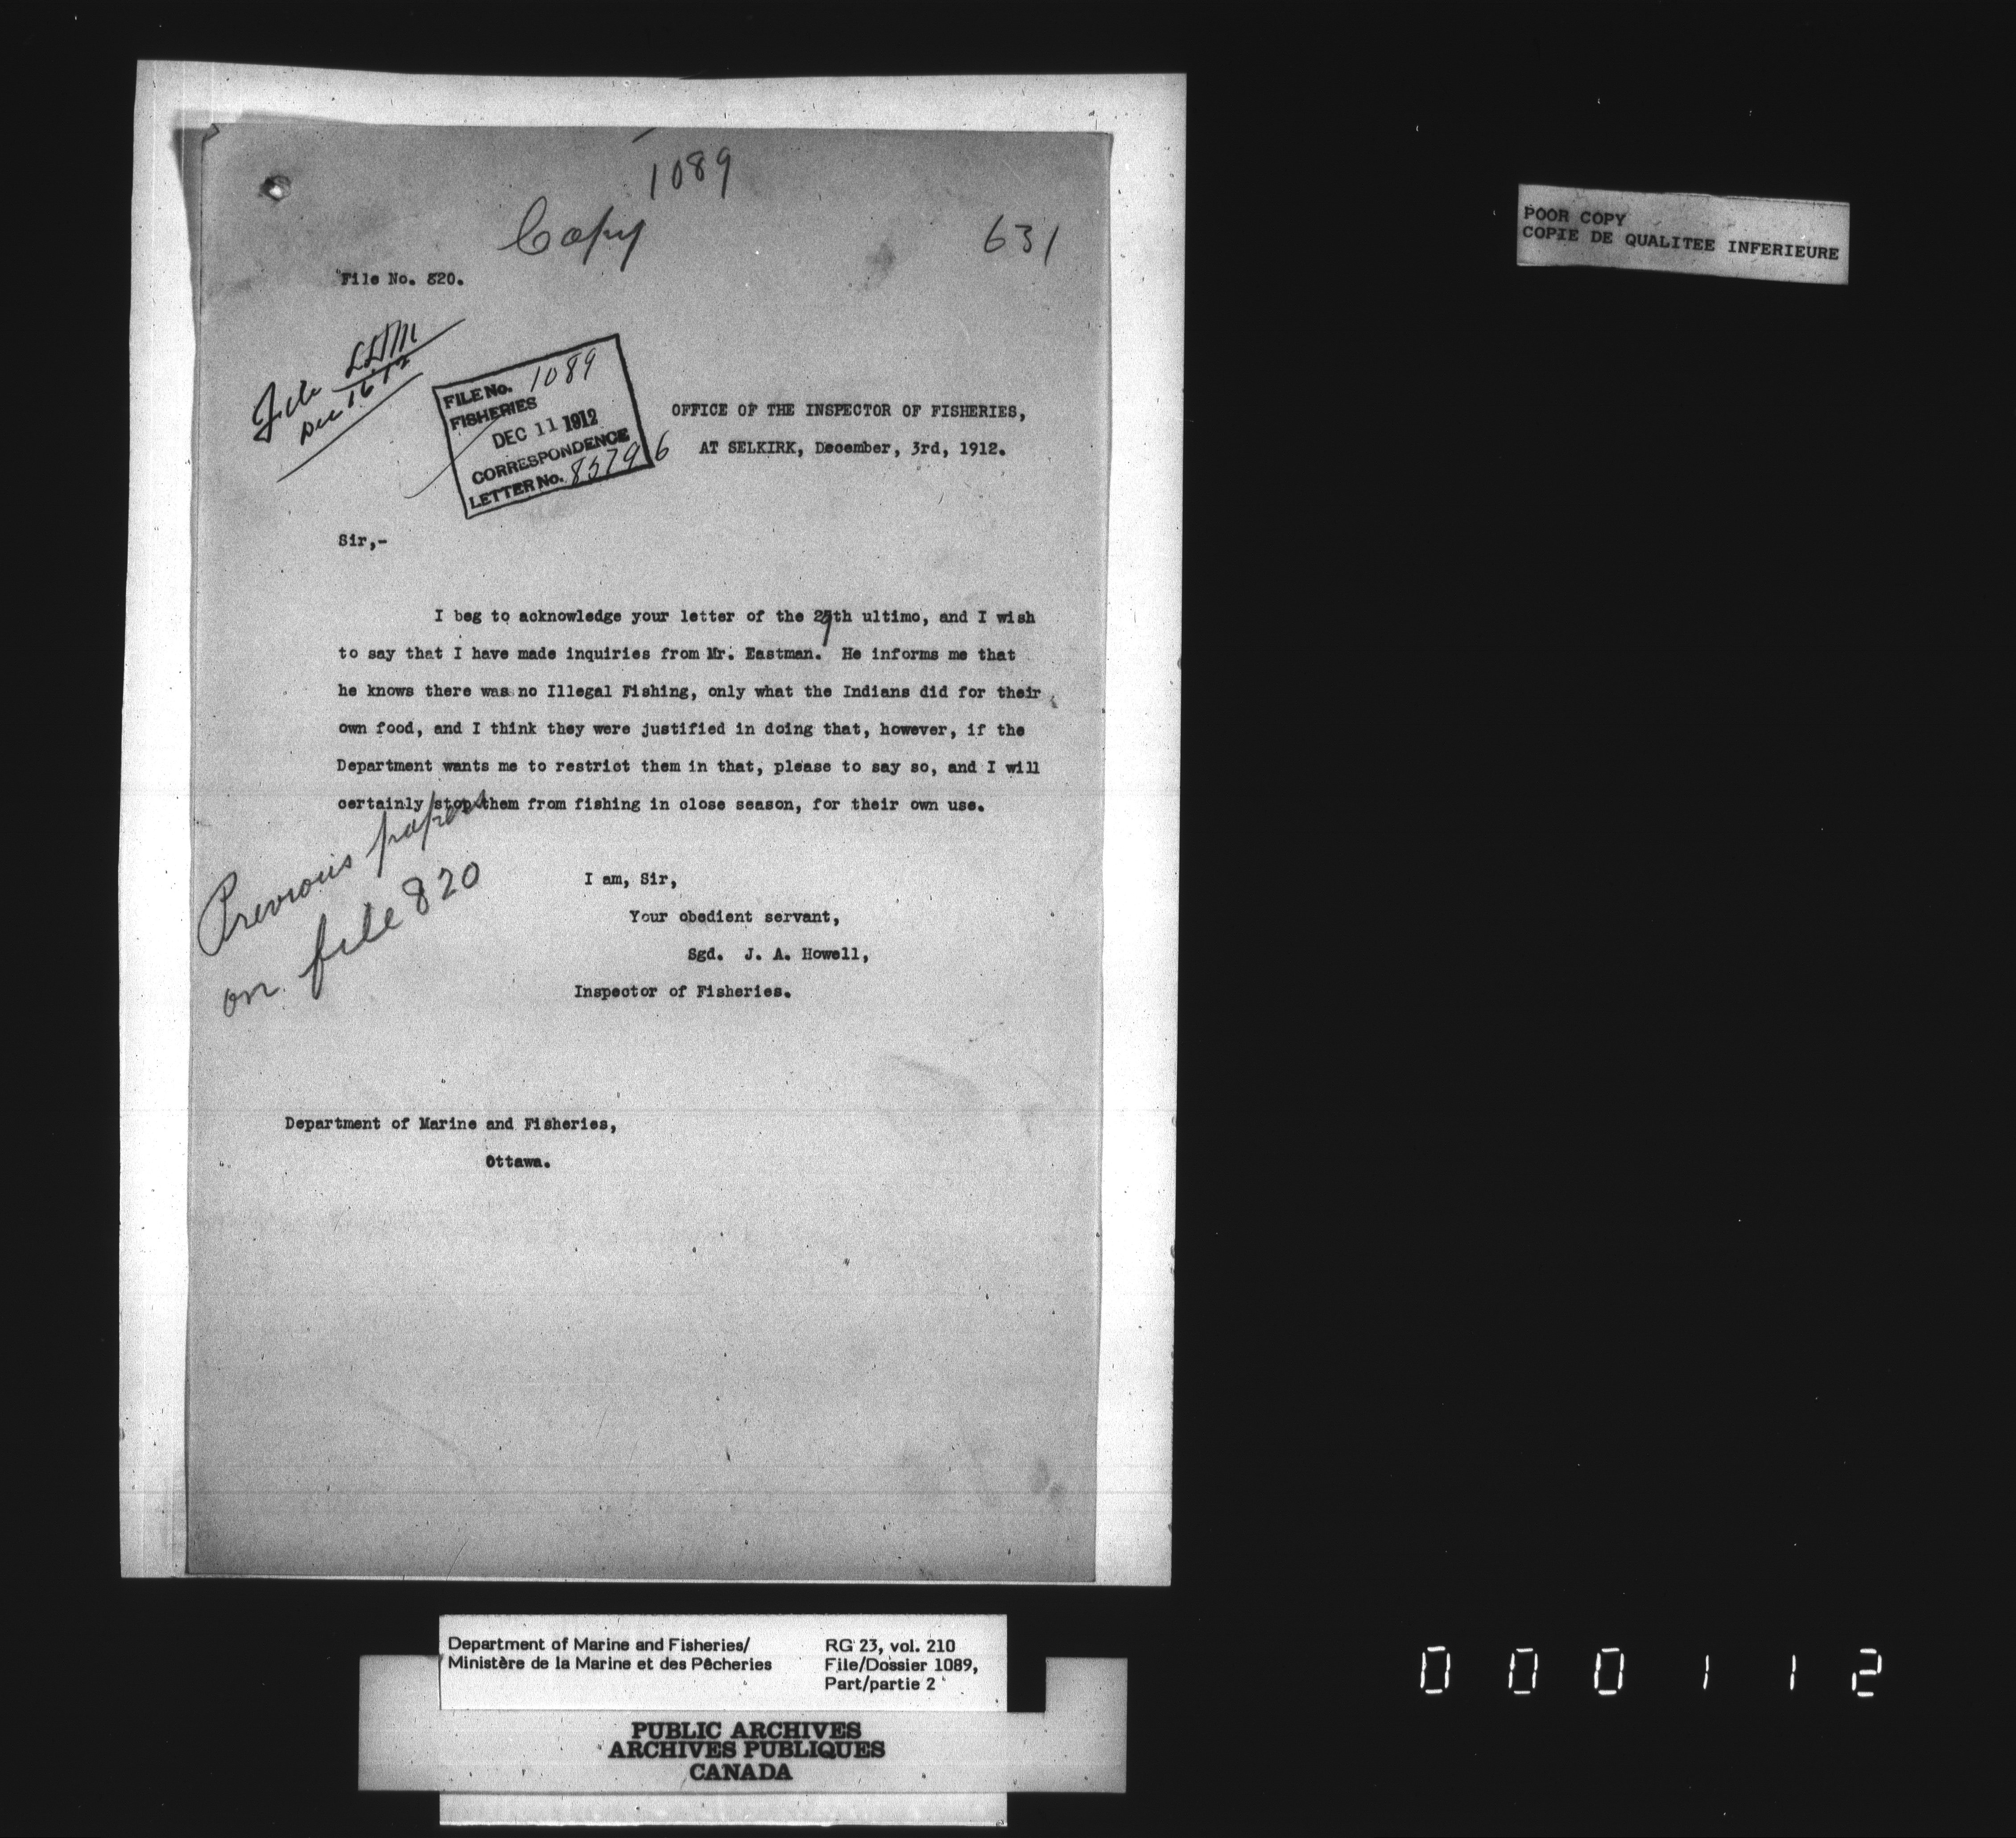 1089
Copy
631
File No. 820.
File LDM
Dec 16 12
FILE No. 1089
FISHERIES
DEC 11 1912
CORRESPONDENCE
LETTER No. 83796
OFFICE OF THE INSPECTOR OF FISHERIES,
AT SELKIRK, December, 3rd, 1912.
Sir,-
I beg to acknowledge your letter of the 27th ultimo, and I wish
to say that I have made inquiries from Mr. Eastman. He informs me that
he knows there was no Illegal Fishing, only what the Indians did for their
own food, and I think they were justified in doing that, however, if the
Department wants me to restrict them in that, please to say so, and I will
certainly stop them from fishing in close season, for their own use.
Previous papers
on file 820
I am, Sir,
Your obedient servant,
Sgd. J. A. Howell,
Inspector of Fisheries.
Department of Marine and Fisheries,
Ottawa.
POOR COPY
COPIE DE QUALITEE INFERIEURE
Department of Marine and Fisheries/
Ministère de la Marine et des Pêcheries
RG 23, vol. 210
File/Dossier 1089,
Part/partie 2
PUBLIC ARCHIVES
ARCHIVES PUBLIQUES
CANADA
000112